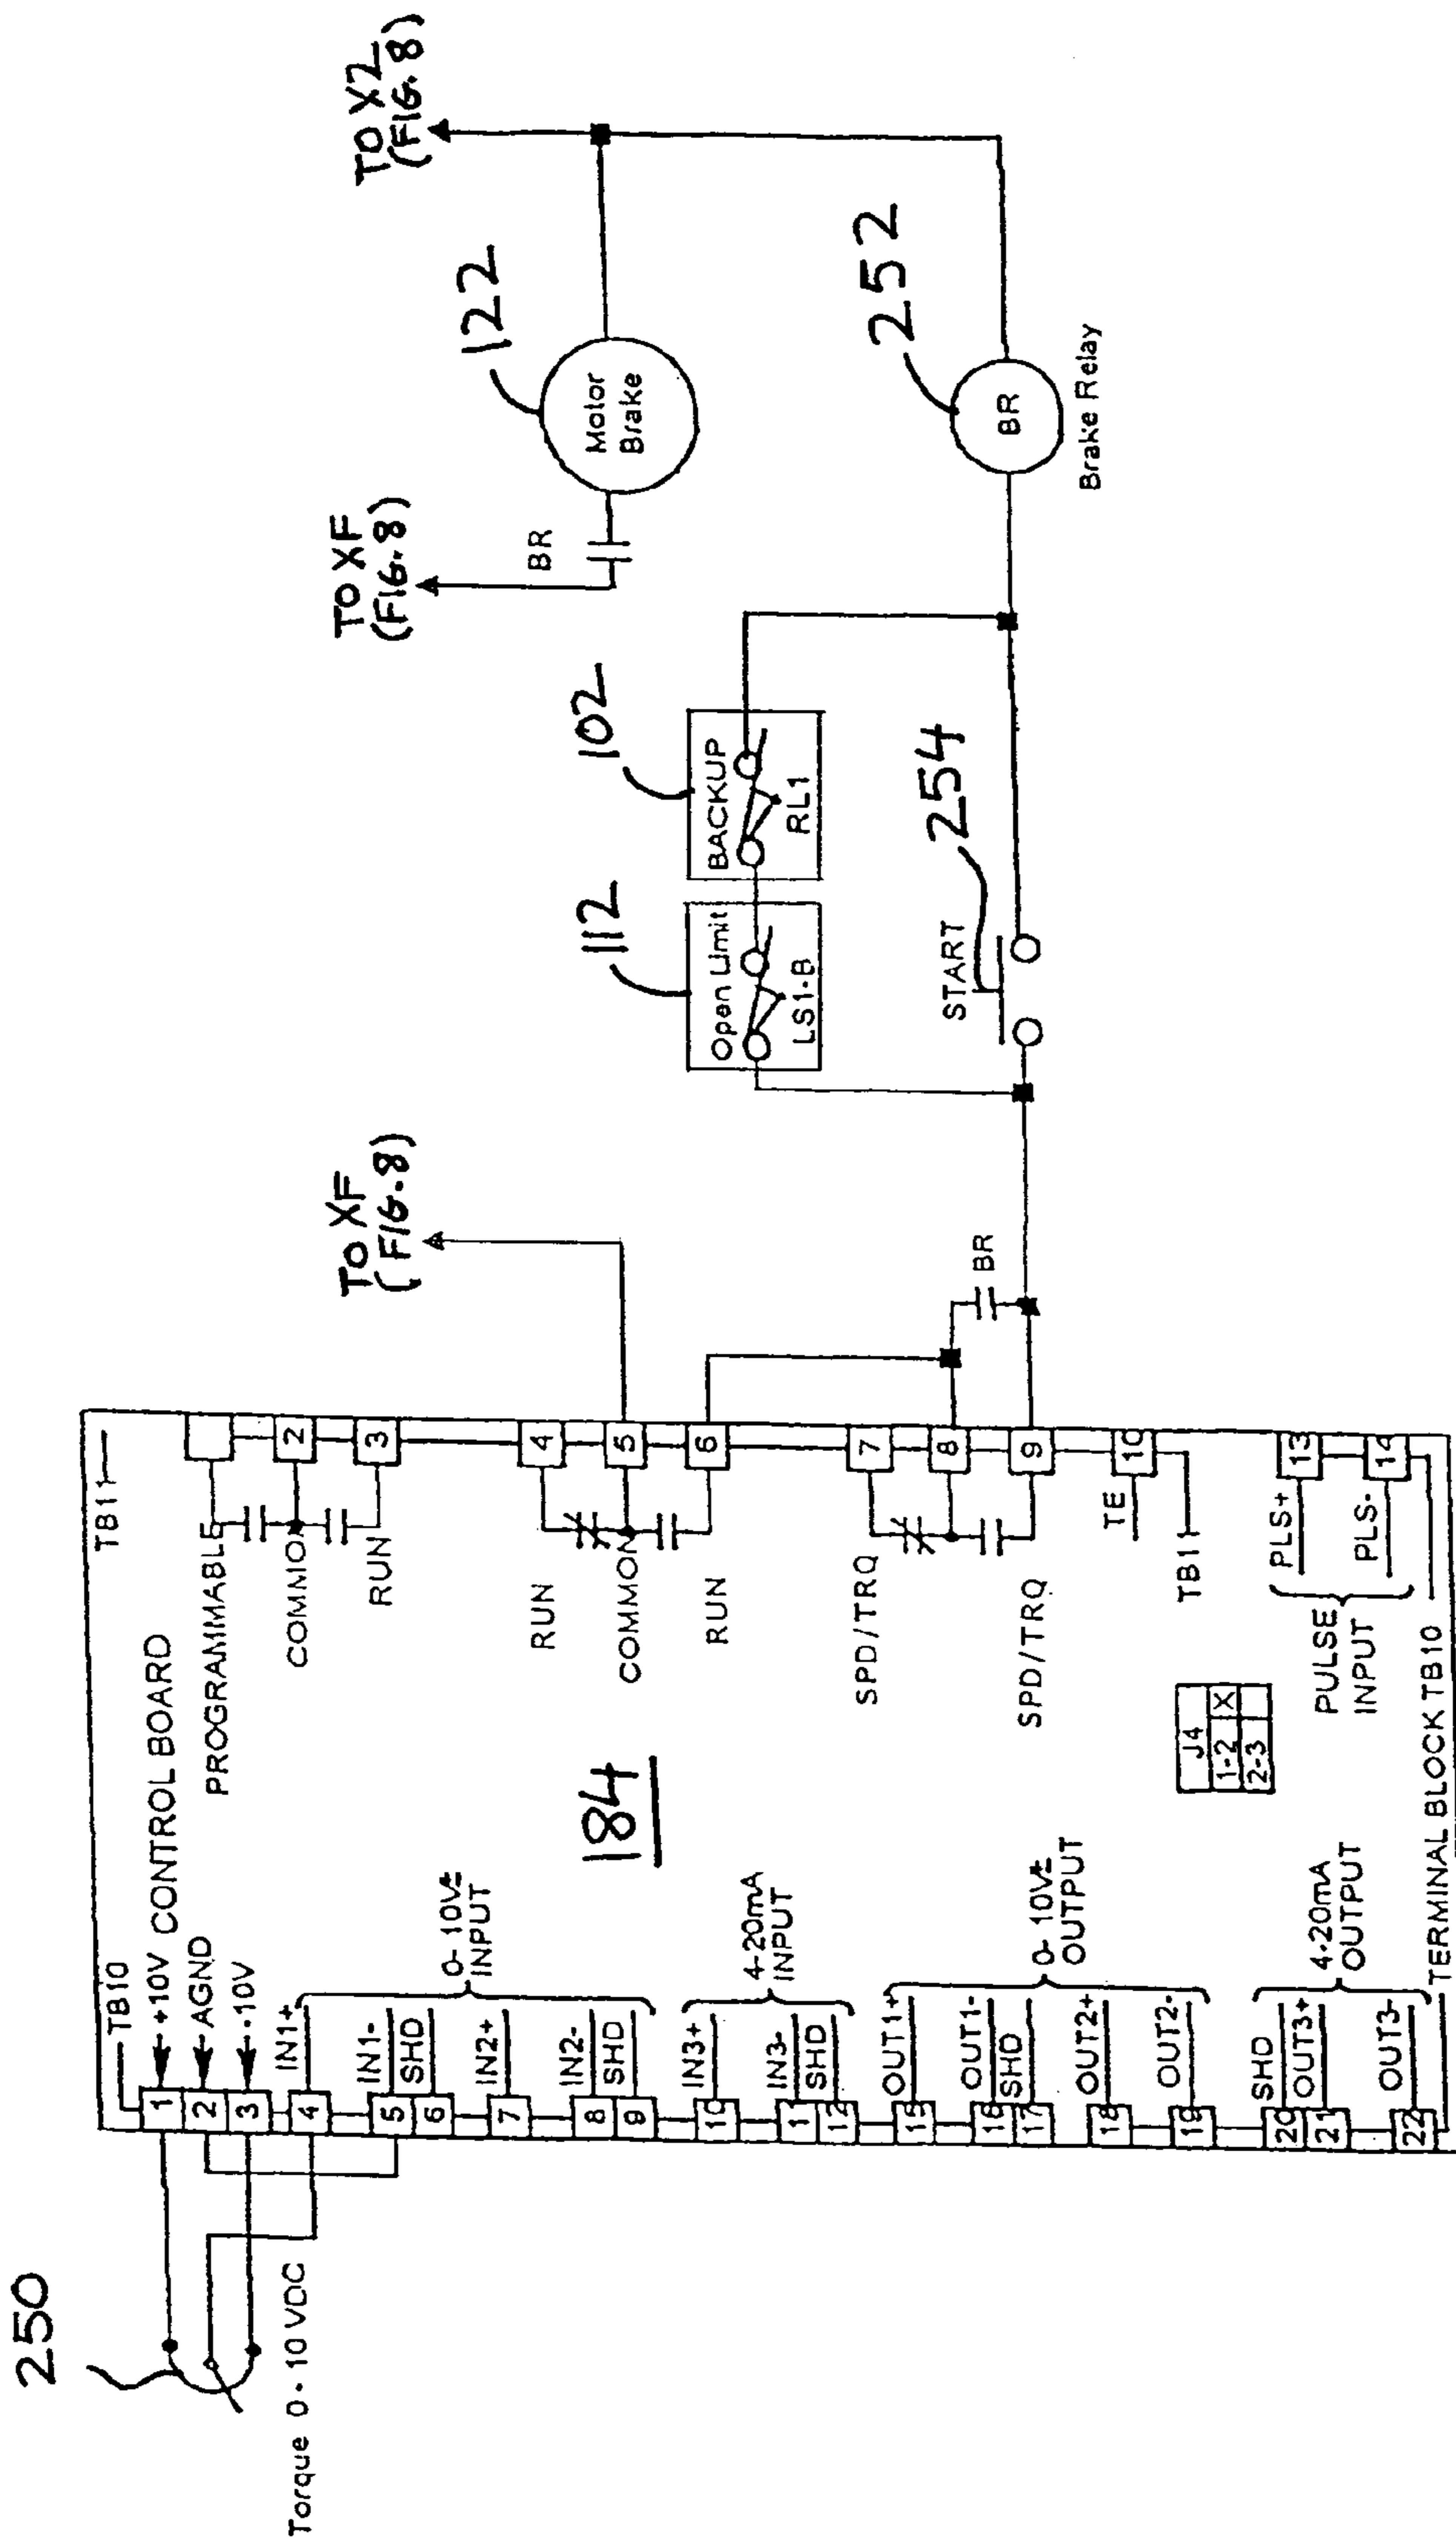 250
Torque 0-10 VDC
TB10
+10V CONTROL BOARD
AGND
-10V
1
2
3
4
5
6
7
8
9
10
1
12
15
16
17
18
19
20
21
22
IN1+
IN1-
SHD
IN2+
IN2-
SHD
0-10V±
INPUT
IN3+
IN3-
SHD
4-20mA
INPUT
OUT1+
OUT1-
SHD
OUT2+
OUT2-
0-10V±
OUTPUT
SHD
OUT3+
OUT3-
4-20mA
OUTPUT
TERMINAL BLOCK TB10
184
J4
1-2 X
2-3
TB11
PROGRAMMABLE
COMMON
RUN
2
3
RUN
COMMON
RUN
4
5
6
SPD/TRQ
SPD/TRQ
7
8
9
TE
10
TB11
PULSE
INPUT
PLS+
PLS-
13
14
TO XF
(FIG.8)
BR
112
Open Limit
LS1-B
102
BACKUP
RL1
START
254
TO XF
(FIG.8)
BR
122
Motor
Brake
TO X2
(FIG.8)
252
BR
Brake Relay